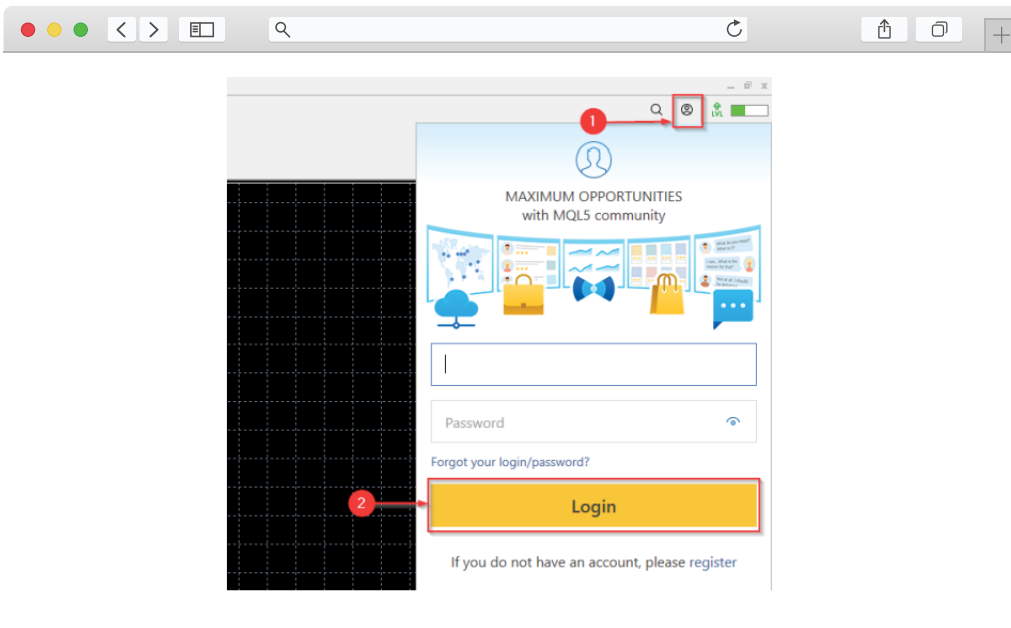 LVL
1
MAXIMUM OPPORTUNITIES
with MQL5 community
Password
Forgot your login/password?
2
Login
If you do not have an account, please register